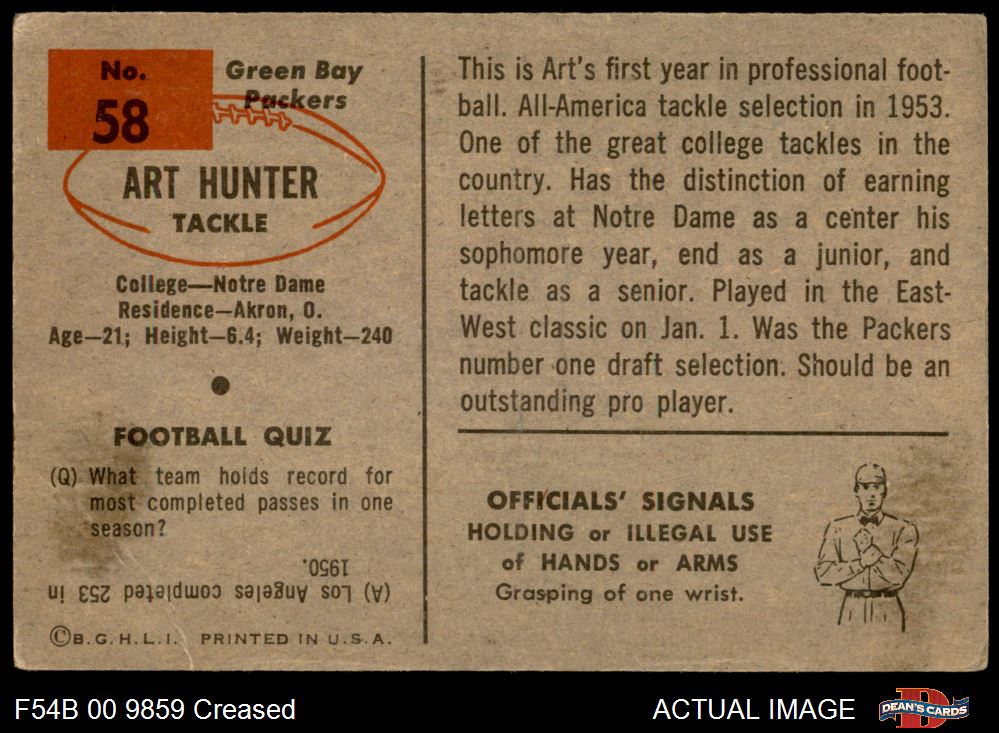 No.
58
Green Bay
Packers
ART HUNTER
TACKLE
College—Notre Dame
Residence—Akron, O.
Age—21; Height—6.4; Weight—240
FOOTBALL QUIZ
(Q) What team holds record for
most completed passes in one
season?
(A) Los Angeles completed 253 in
1950.
©B.G.H.L.I. PRINTED IN U.S.A.
This is Art's first year in professional foot-
ball. All-America tackle selection in 1953.
One of the great college tackles in the
country. Has the distinction of earning
letters at Notre Dame as a center his
sophomore year, end as a junior, and
tackle as a senior. Played in the East-
West classic on Jan. 1. Was the Packers
number one draft selection. Should be an
outstanding pro player.
OFFICIALS' SIGNALS
HOLDING or ILLEGAL USE
of HANDS or ARMS
Grasping of one wrist.
F54B 00 9859 Creased
ACTUAL IMAGE
D
DEAN'S CARDS